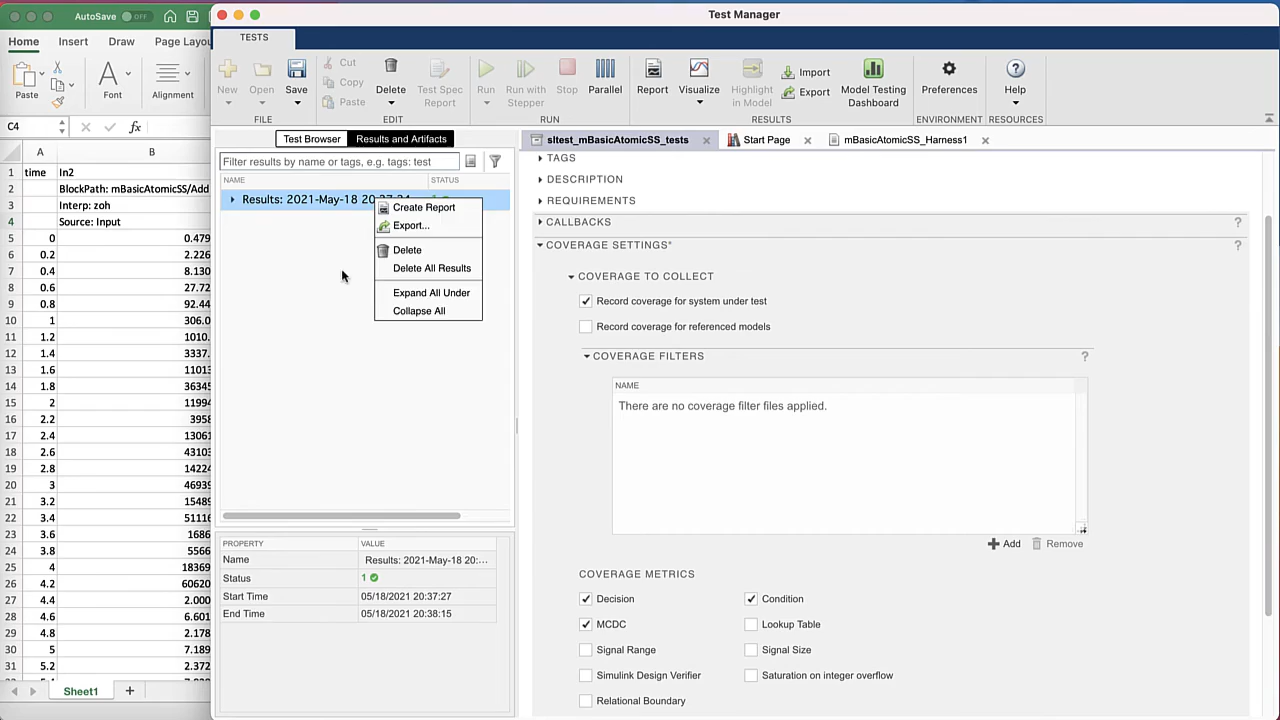 AutoSave OFF
Test Manager
Home Insert Draw Page Layou
TESTS
Paste Font Alignment
New Open Save
Cut
Copy
Paste
Delete
Test Spec Report
Run
Run with Stepper
Stop
Parallel
Report
Visualize
Highlight in Model
Import
Export
Model Testing Dashboard
Preferences
Help
FILE EDIT RUN RESULTS ENVIRONMENT RESOURCES
C4 fx
Test Browser Results and Artifacts
sltest_mBasicAtomicSS_tests
Start Page
mBasicAtomicSS_Harness1
Filter results by name or tags, e.g. tags: test
NAME STATUS
Results: 2021-May-18 20
Create Report
Export...
Delete
Delete All Results
Expand All Under
Collapse All
A B
1 time In2
2 BlockPath: mBasicAtomicSS/Add
3 Interp: zoh
4 Source: Input
5 0 0.479
6 0.2 2.226
7 0.4 8.130
8 0.6 27.72
9 0.8 92.44
10 1 306.0
11 1.2 1010.
12 1.4 3337.
13 1.6 11013
14 1.8 36345
15 2 11994
16 2.2 3958
17 2.4 13061
18 2.6 43103
19 2.8 14224
20 3 46939
21 3.2 15489
22 3.4 51116
23 3.6 1686
24 3.8 5566
25 4 18369
26 4.2 60620
27 4.4 2.000
28 4.6 6.601
29 4.8 2.178
30 5 7.189
31 5.2 2.372
Sheet1
PROPERTY VALUE
Name Results: 2021-May-18 20:...
Status 1
Start Time 05/18/2021 20:37:27
End Time 05/18/2021 20:38:15
TAGS
DESCRIPTION
REQUIREMENTS
CALLBACKS ?
COVERAGE SETTINGS* ?
COVERAGE TO COLLECT
Record coverage for system under test
Record coverage for referenced models
COVERAGE FILTERS ?
NAME
There are no coverage filter files applied.
Add Remove
COVERAGE METRICS
Decision Condition
MCDC Lookup Table
Signal Range Signal Size
Simulink Design Verifier Saturation on integer overflow
Relational Boundary